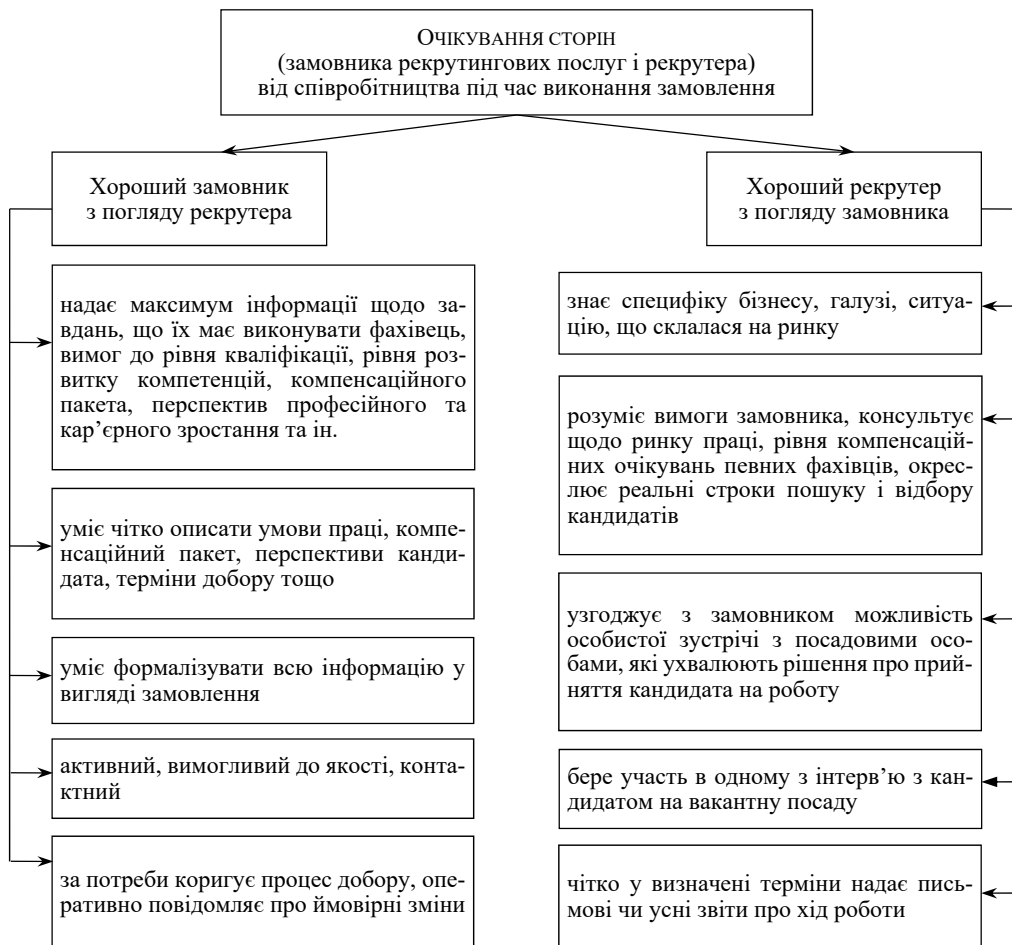 ОЧІКУВАННЯ СТОРІН
(замовника рекрутингових послуг і рекрутера)
від співробітництва під час виконання замовлення
Хороший замовник
з погляду рекрутера
надає максимум інформації щодо за-
вдань, що їх має виконувати фахівець,
вимог до рівня кваліфікації, рівня роз-
витку компетенцій, компенсаційного
пакета, перспектив професійного та
кар’єрного зростання та ін.
уміє чітко описати умови праці, компе-
нсаційний пакет, перспективи канди-
дата, терміни добору тощо
уміє формалізувати всю інформацію у
вигляді замовлення
активний, вимогливий до якості, конта-
ктний
за потреби коригує процес добору, опе-
ративно повідомляє про ймовірні зміни
Хороший рекрутер
з погляду замовника
знає специфіку бізнесу, галузі, ситуа-
цію, що склалася на ринку
розуміє вимоги замовника, консультує
щодо ринку праці, рівня компенсацій-
них очікувань певних фахівців, окрес-
лює реальні строки пошуку і відбору
кандидатів
узгоджує з замовником можливість
особистої зустрічі з посадовими осо-
бами, які ухвалюють рішення про прий-
няття кандидата на роботу
бере участь в одному з інтерв’ю з кан-
дидатом на вакантну посаду
чітко у визначені терміни надає пись-
мові чи усні звіти про хід роботи